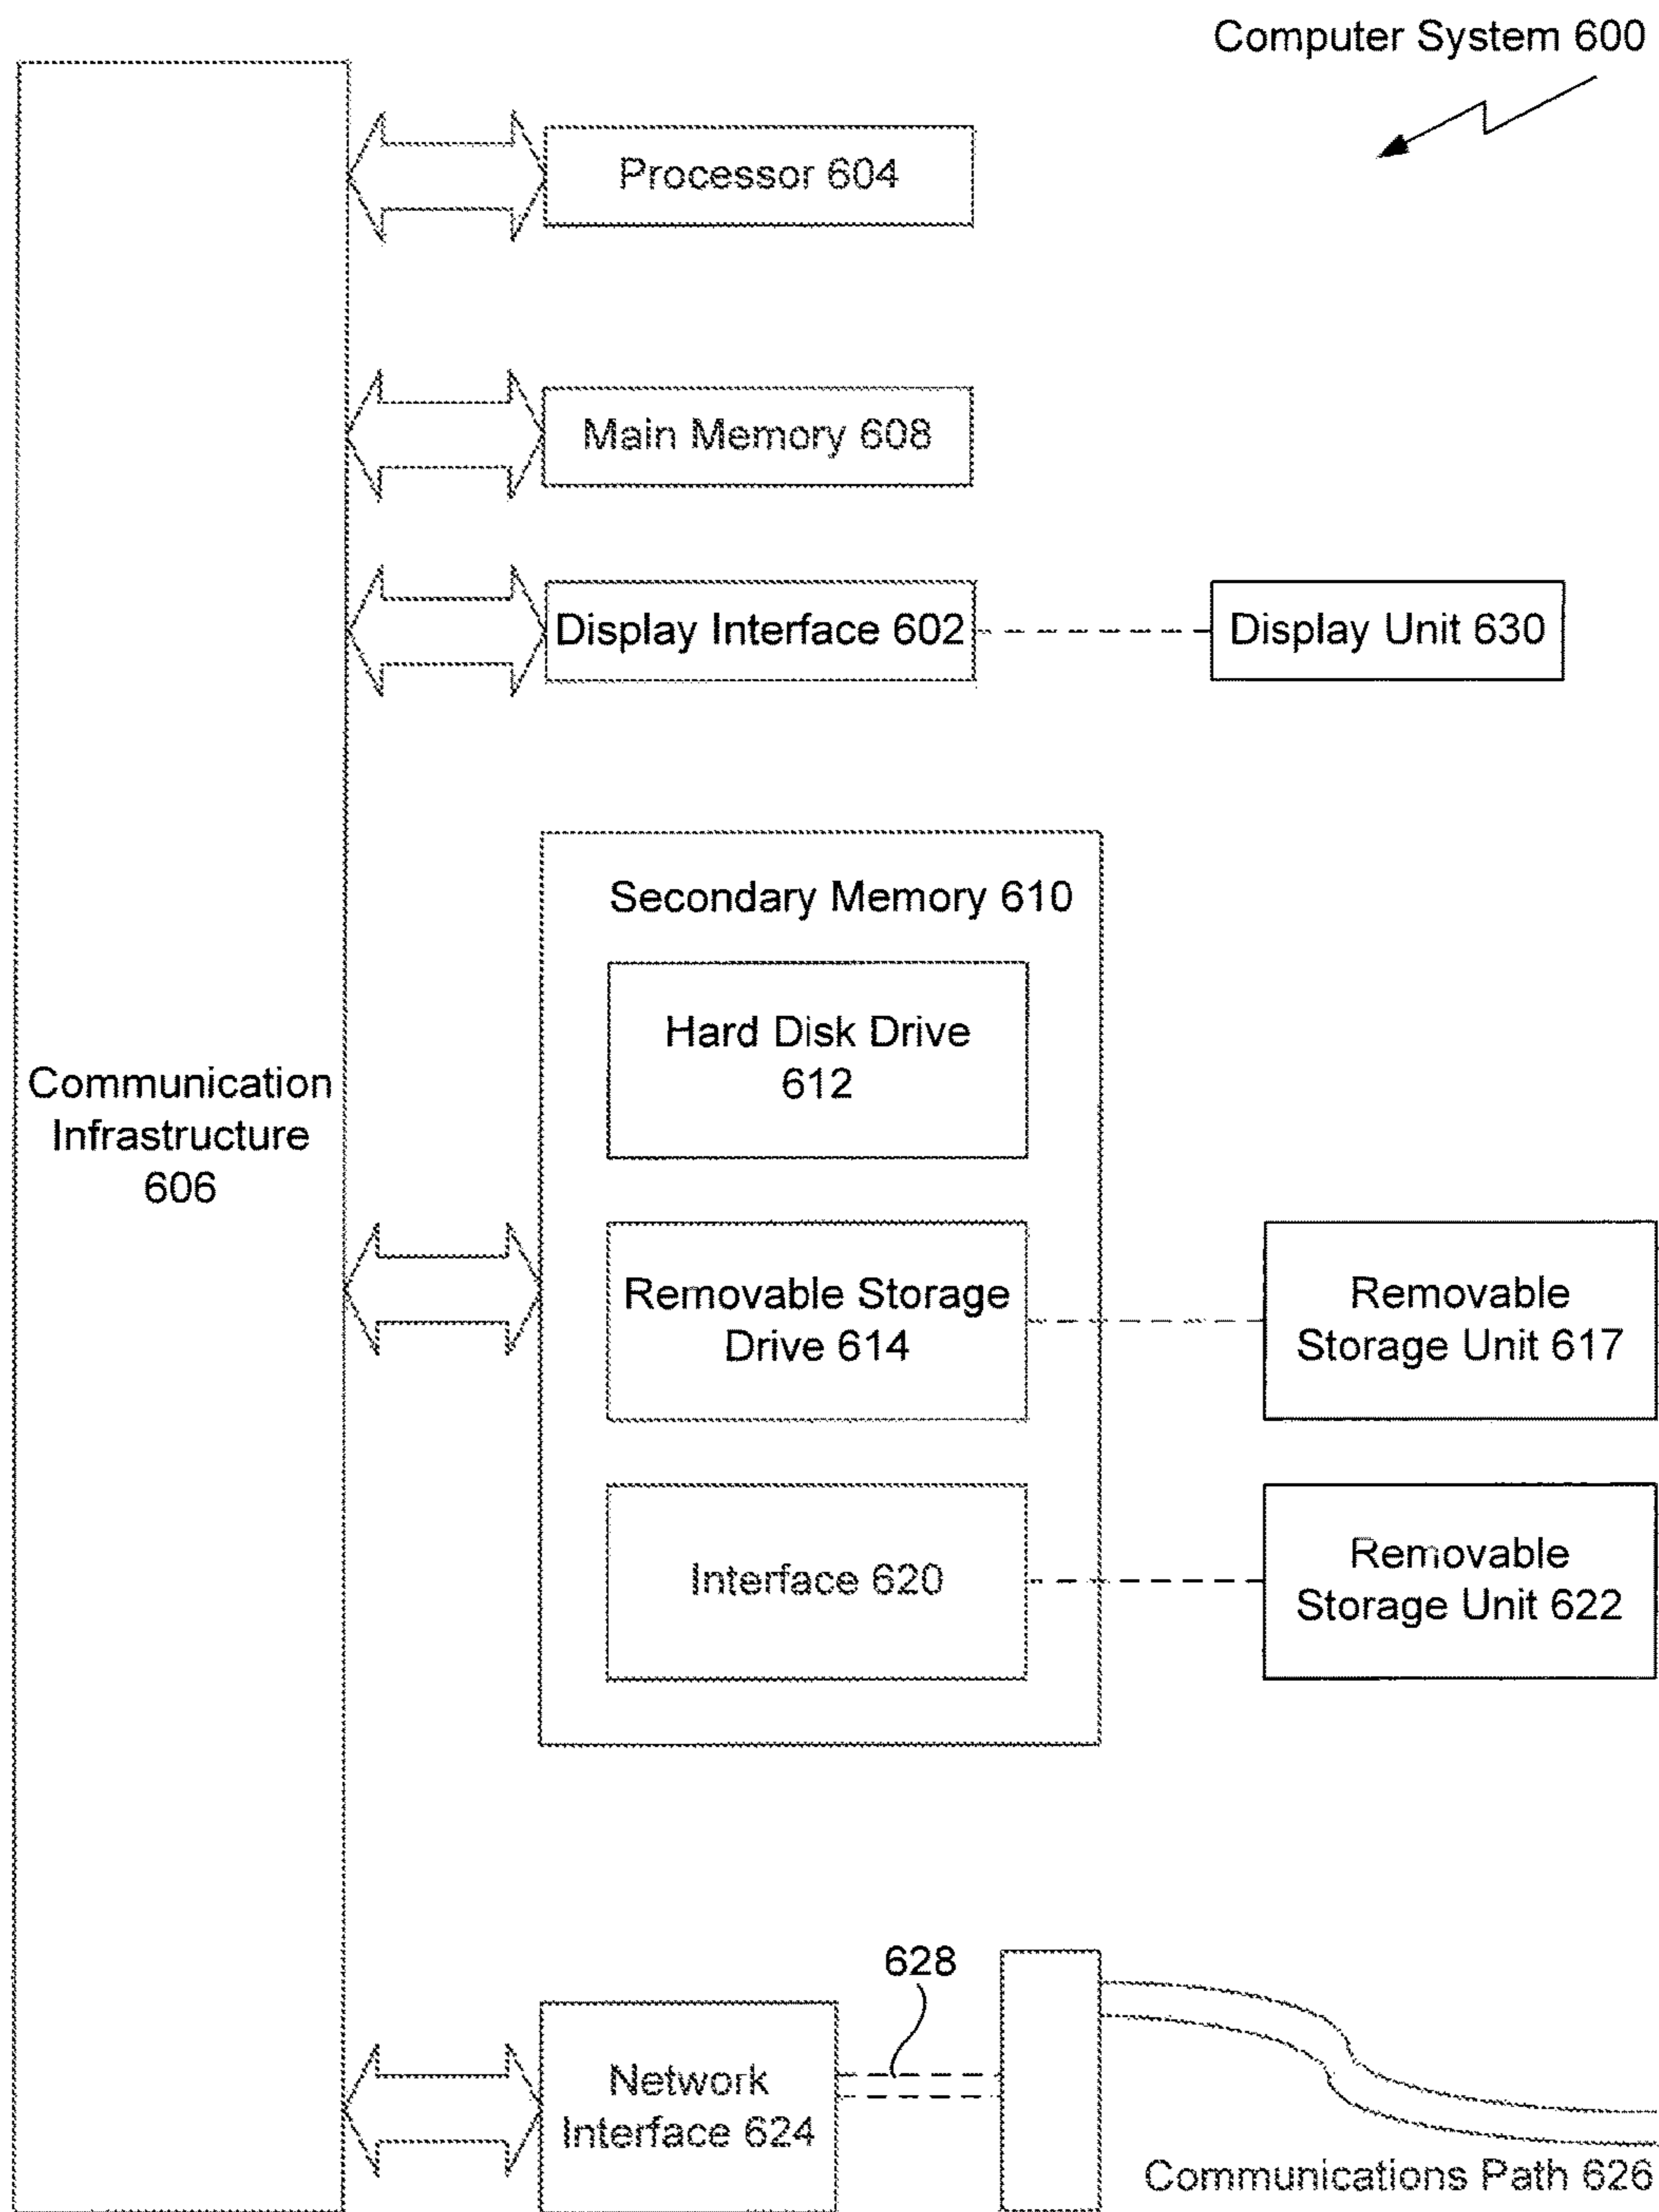 Computer System 600
Processor 604
Main Memory 608
Display Interface 602
Display Unit 630
Secondary Memory 610
Hard Disk Drive
612
Communication
Infrastructure
606
Removable Storage
Drive 614
Removable
Storage Unit 617
Interface 620
Removable
Storage Unit 622
628
Network
Interface 624
Communications Path 626